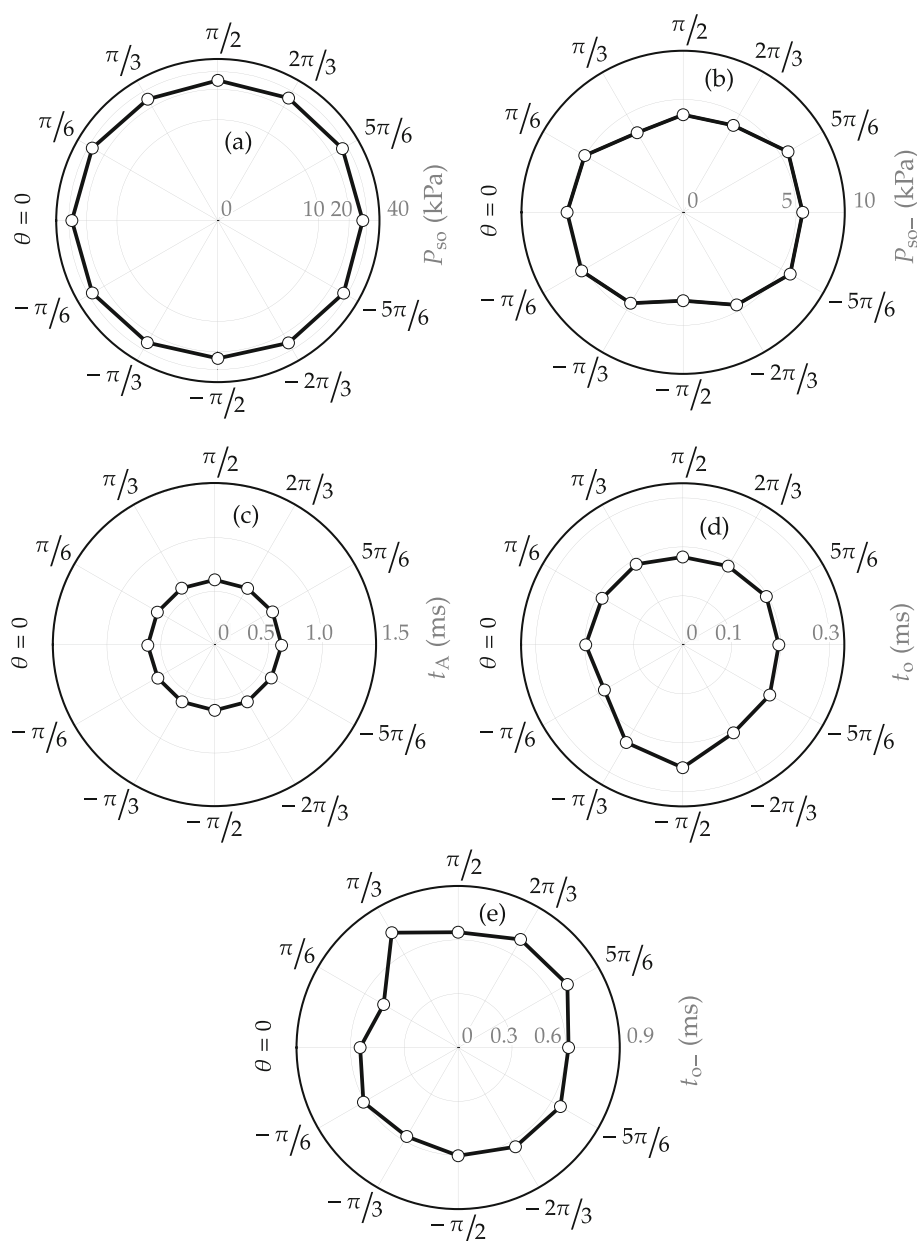 π/2
π/3
2π/3
π/6
5π/6
(a)
θ = 0
0
10
20
40
P_so (kPa)
−π/6
−5π/6
−π/3
−2π/3
−π/2
π/2
π/3
2π/3
(b)
π/6
5π/6
θ = 0
0
5
10
P_so− (kPa)
−π/6
−5π/6
−π/3
−2π/3
−π/2
π/2
π/3
2π/3
(c)
π/6
5π/6
θ = 0
0
0.5
1.0
1.5
t_A (ms)
−π/6
−5π/6
−π/3
−2π/3
−π/2
π/2
π/3
2π/3
(d)
π/6
5π/6
θ = 0
0
0.1
0.3
t_o (ms)
−π/6
−5π/6
−π/3
−2π/3
−π/2
π/2
π/3
2π/3
(e)
π/6
5π/6
θ = 0
0
0.3
0.6
0.9
t_o− (ms)
−π/6
−5π/6
−π/3
−2π/3
−π/2